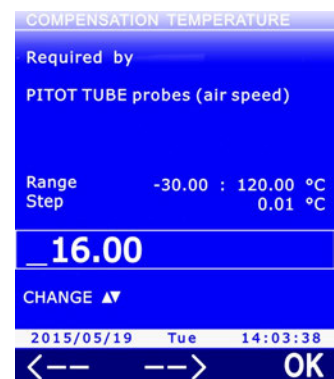 COMPENSATION TEMPERATURE
Required by
PITOT TUBE probes (air speed)
Range -30.00 : 120.00 °C
Step 0.01 °C
_16.00
CHANGE ▲▼
2015/05/19 Tue 14:03:38
<-- --> OK